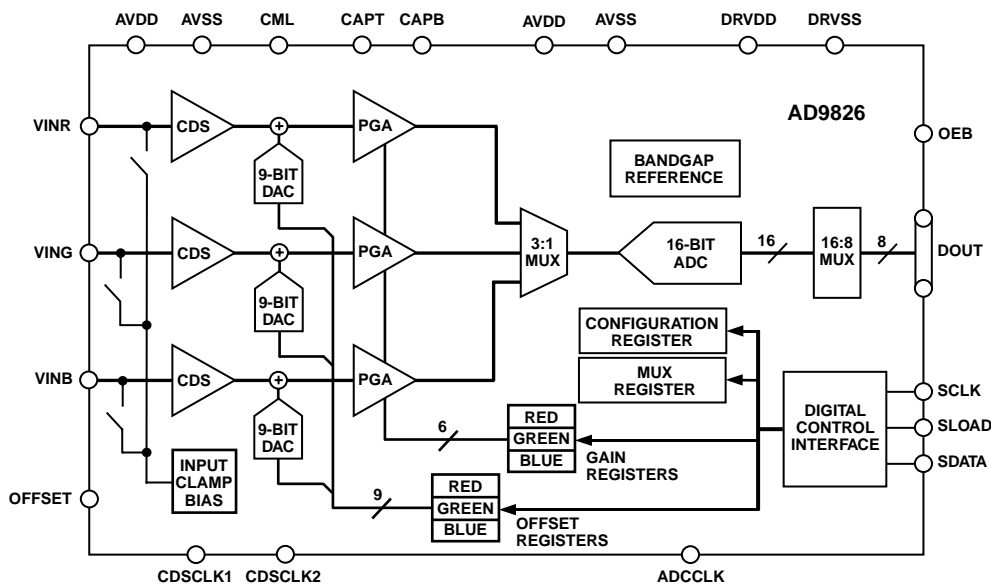 AVDD AVSS CML CAPT CAPB AVDD AVSS DRVDD DRVSS
AD9826
VINR
CDS
+
PGA
OEB
9-BIT
DAC
BANDGAP
REFERENCE
VING
CDS
+
PGA
3:1
MUX
16-BIT
ADC
16
16:8
MUX
8
DOUT
9-BIT
DAC
CONFIGURATION
REGISTER
VINB
CDS
+
PGA
MUX
REGISTER
DIGITAL
CONTROL
INTERFACE
SCLK
SLOAD
SDATA
9-BIT
DAC
6
RED
GREEN
BLUE
GAIN
REGISTERS
INPUT
CLAMP
BIAS
OFFSET
9
RED
GREEN
BLUE
OFFSET
REGISTERS
CDSCLK1 CDSCLK2 ADCCLK